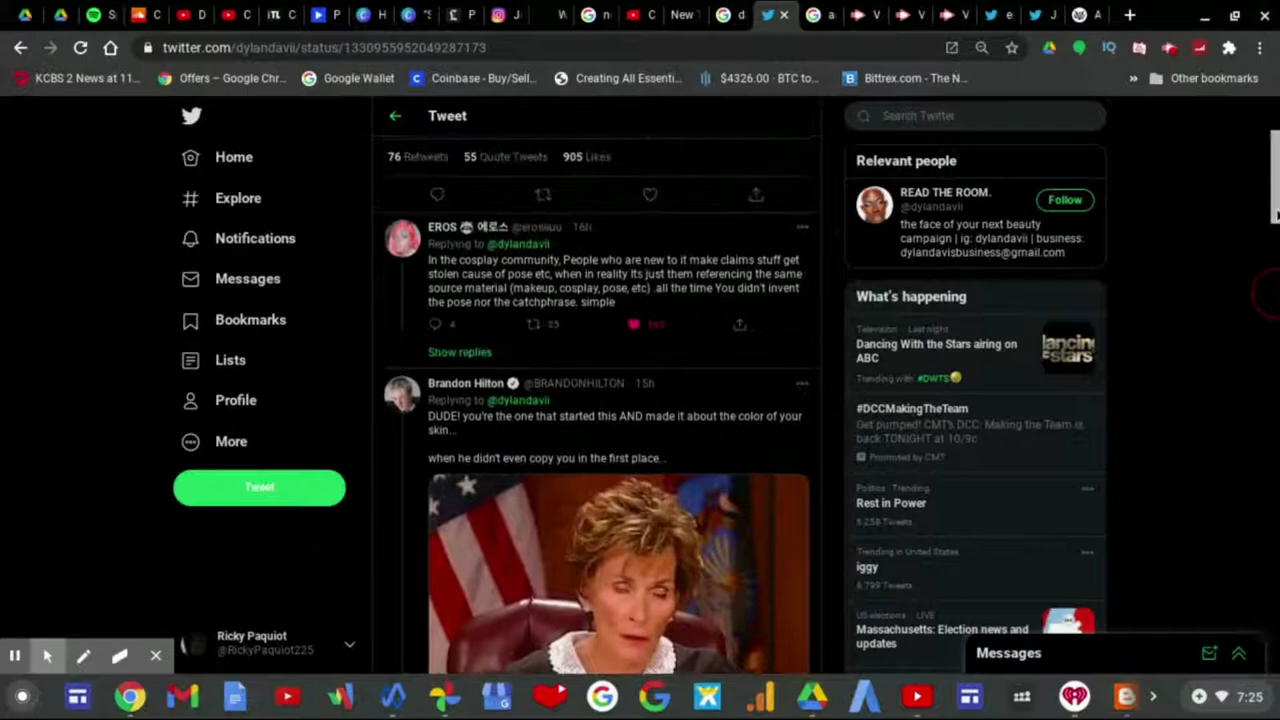 D
C
C
P
C
"S
P
J
W
n
C
New T
d
a
V
V
V
e
J
A
twitter.com/dylandavii/status/1330955952049287173
KCBS 2 News at 11...
Offers – Google Chr...
Google Wallet
Coinbase - Buy/Sell...
Creating All Essenti...
$4326.00 · BTC to...
Bittrex.com - The N...
»
Other bookmarks
Home
Explore
Notifications
Messages
Bookmarks
Lists
Profile
More
Tweet
Ricky Paquiot
@RickyPaquiot225
Tweet
76 Retweets 55 Quote Tweets 905 Likes
EROS 에로스 16h
Replying to @dylandavii
In the cosplay community, People who are new to it make claims stuff get
stolen cause of pose etc, when in reality Its just them referencing the same
source material (makeup, cosplay, pose, etc) .all the time You didn't invent
the pose nor the catchphrase. simple
4 23
Show replies
Brandon Hilton @BRANDONHILTON 15h
Replying to @dylandavii
DUDE! you're the one that started this AND made it about the color of your
skin...
when he didn't even copy you in the first place...
Search Twitter
Relevant people
READ THE ROOM.
@dylandavii
Follow
the face of your next beauty
campaign | ig: dylandavii | business:
dylandavisbusiness@gmail.com
What's happening
Television · Last night
Dancing With the Stars airing on
ABC
Trending with #DWTS
dancing
stars
#DCCMakingTheTeam
Get pumped! CMT's DCC: Making the Team is
back TONIGHT at 10/9c
Promoted by CMT
Politics · Trending
Rest in Power
Tweets
Trending in United States
iggy
6,799 Tweets
US elections · LIVE
Massachusetts: Election news and
updates
Messages
7:25